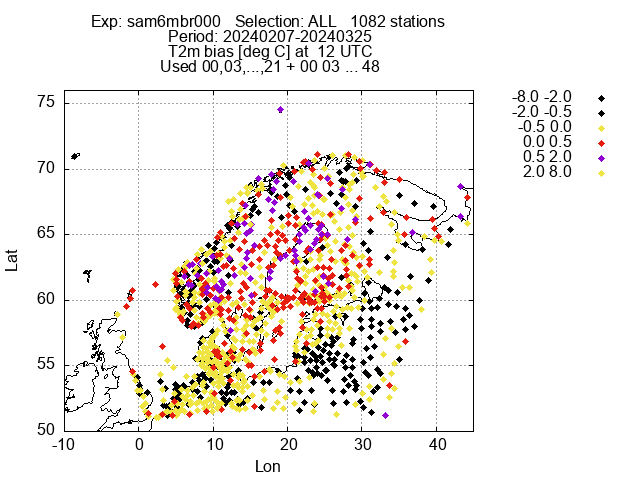 Exp: sam6mbr000 Selection: ALL 1082 stations
Period: 20240207-20240325
T2m bias [deg C] at 12 UTC
Used 00,03,...,21 + 00 03 ... 48
-8.0 -2.0
-2.0 -0.5
-0.5 0.0
0.0 0.5
0.5 2.0
2.0 8.0
75
70
65
60
55
50
Lat
-10 0 10 20 30 40
Lon